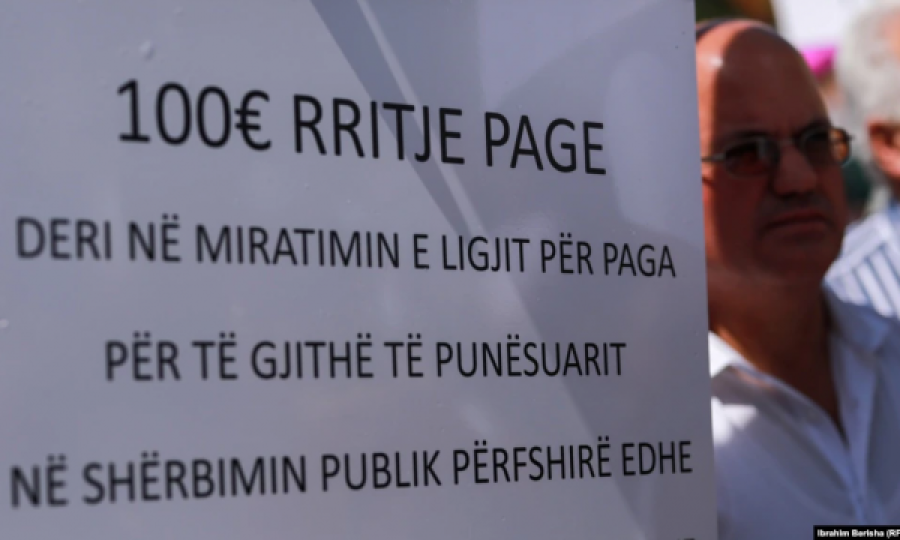 100€ RRITJE PAGE
DERI NË MIRATIMIN E LIGJIT PËR PAGA
PËR TË GJITHË TË PUNËSUARIT
NË SHËRBIMIN PUBLIK PËRFSHIRË EDHE
Ibrahim Berisha (RF